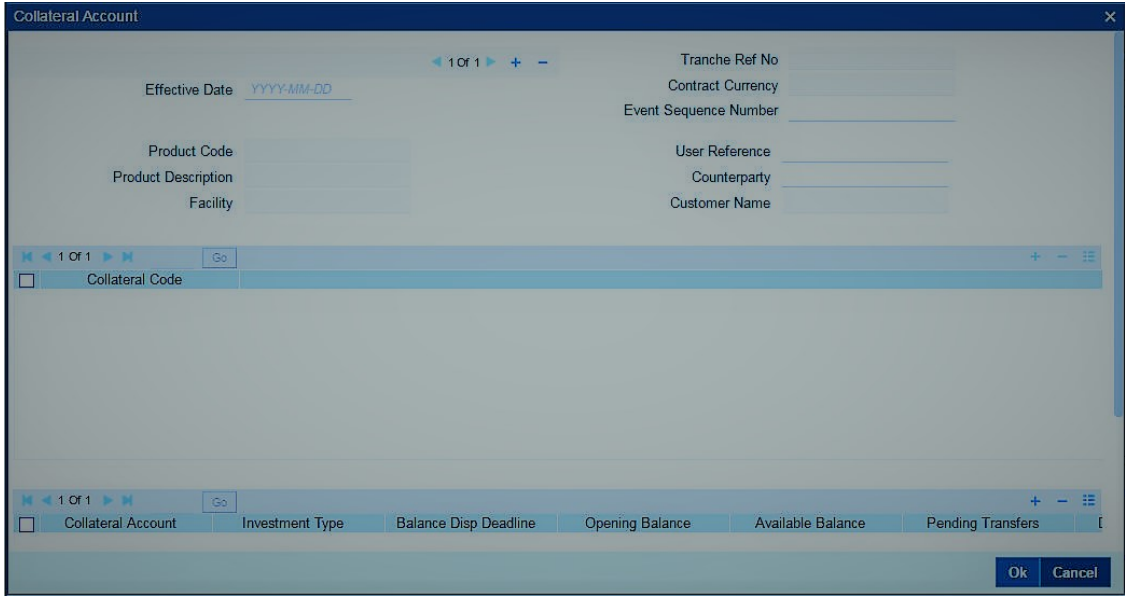 Collateral Account
1 Of 1
Tranche Ref No
Effective Date YYYY-MM-DD
Contract Currency
Event Sequence Number
Product Code
User Reference
Product Description
Counterparty
Facility
Customer Name
1 Of 1 Go
Collateral Code
1 Of 1 Go
Collateral Account Investment Type Balance Disp Deadline Opening Balance Available Balance Pending Transfers
Ok Cancel